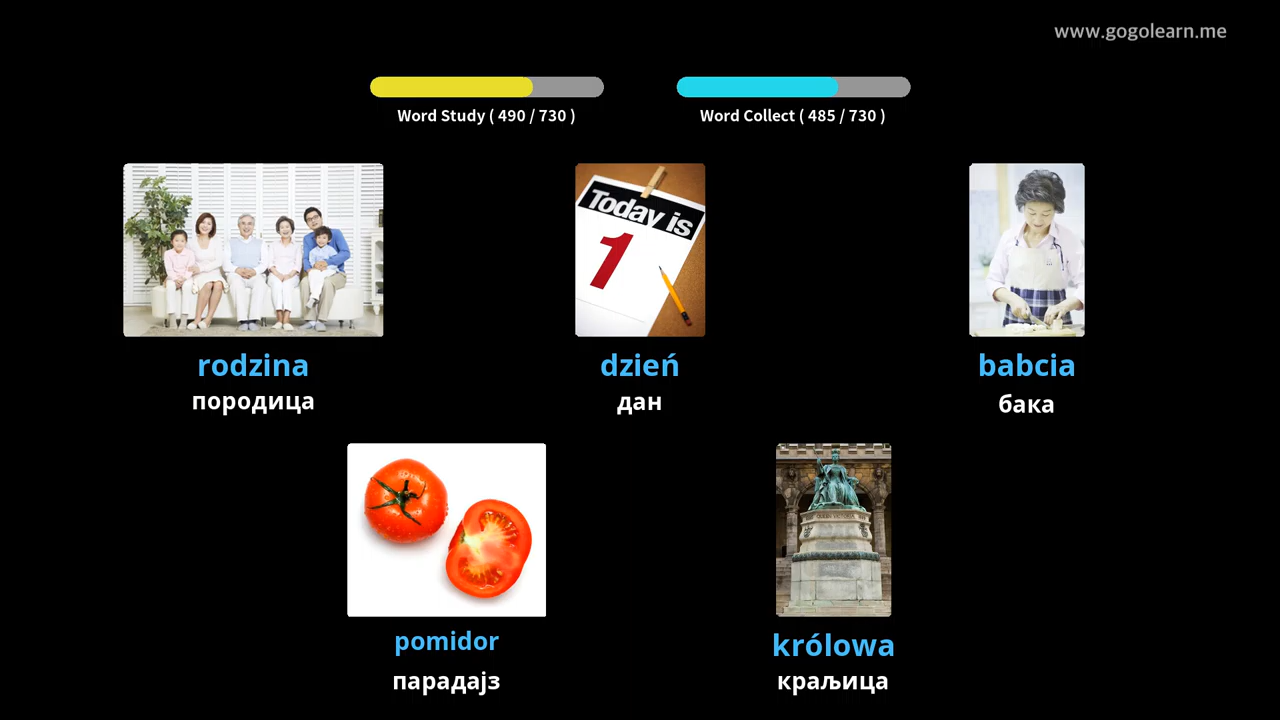 www.gogolearn.me
Word Study ( 490 / 730 )
Word Collect ( 485 / 730 )
Today is
1
rodzina
породица
dzień
дан
babcia
бака
pomidor
парадајз
królowa
краљица